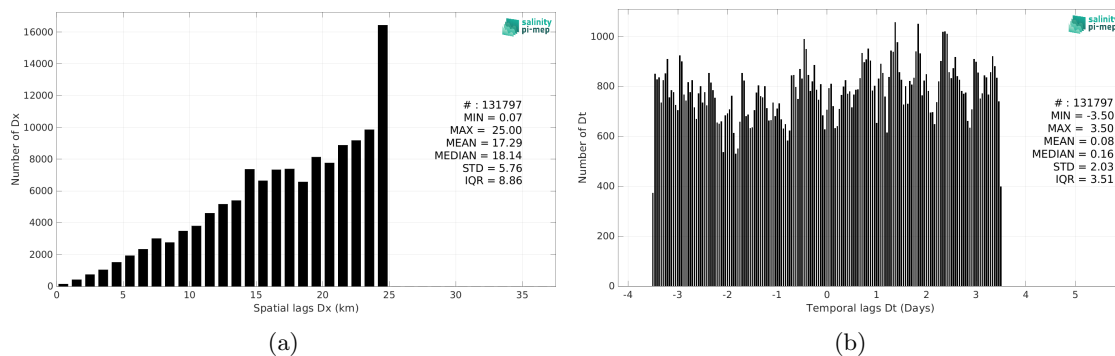 16000
14000
12000
10000
8000
6000
4000
2000
0
Number of Dx
0 5 10 15 20 25 30 35
Spatial lags Dx (km)
salinity
pi-mep
# : 131797
MIN = 0.07
MAX = 25.00
MEAN = 17.29
MEDIAN = 18.14
STD = 5.76
IQR = 8.86
(a)
1000
800
600
400
200
0
Number of Dt
-4 -3 -2 -1 0 1 2 3 4 5
Temporal lags Dt (Days)
salinity
pi-mep
# : 131797
MIN = -3.50
MAX = 3.50
MEAN = 0.08
MEDIAN = 0.16
STD = 2.03
IQR = 3.51
(b)